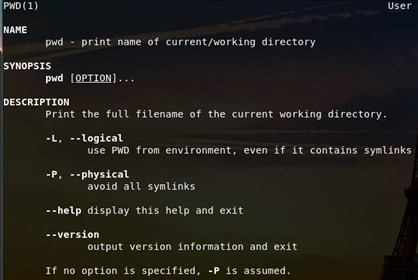 PWD(1) User
NAME
pwd - print name of current/working directory
SYNOPSIS
pwd [OPTION]...
DESCRIPTION
Print the full filename of the current working directory.
-L, --logical
use PWD from environment, even if it contains symlinks
-P, --physical
avoid all symlinks
--help display this help and exit
--version
output version information and exit
If no option is specified, -P is assumed.